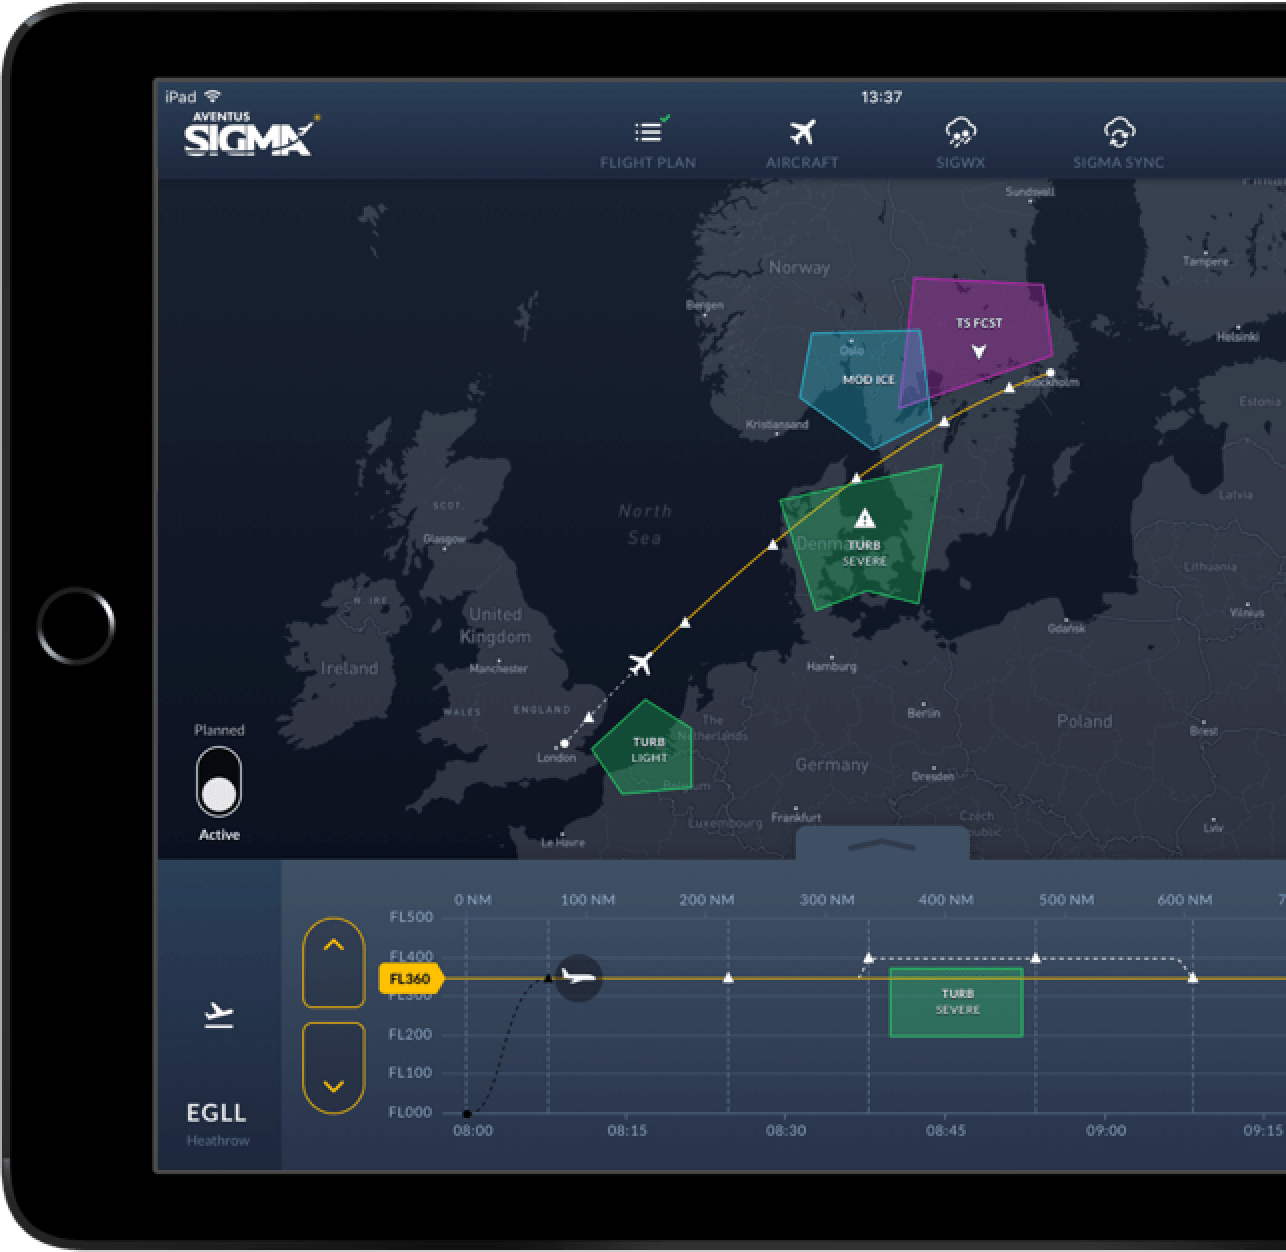 iPad
13:37
AVENTUS
SIGMA
FLIGHT PLAN
AIRCRAFT
SIGWX
SIGMA SYNC
Sundsvall
Norway
Tampere
Bergen
TS FCST
Helsinki
Oslo
MOD ICE
Stockholm
Estonia
Kristiansand
Latvia
SCOT.
North
Sea
Glasgow
TURB
SEVERE
Lithuania
N. IRE.
United
Kingdom
Vilnius
Gdańsk
Ireland
Manchester
Hamburg
WALES
ENGLAND
Berlin
Poland
The
Netherlands
Brest
Planned
London
TURB
LIGHT
Germany
Dresden
Belgium
Active
Luxembourg
Frankfurt
Czech
Lviv
Le Havre
0 NM
100 NM
200 NM
300 NM
400 NM
500 NM
600 NM
FL500
FL400
FL360
FL300
TURB
SEVERE
FL200
FL100
FL000
EGLL
Heathrow
08:00
08:15
08:30
08:45
09:00
09:15